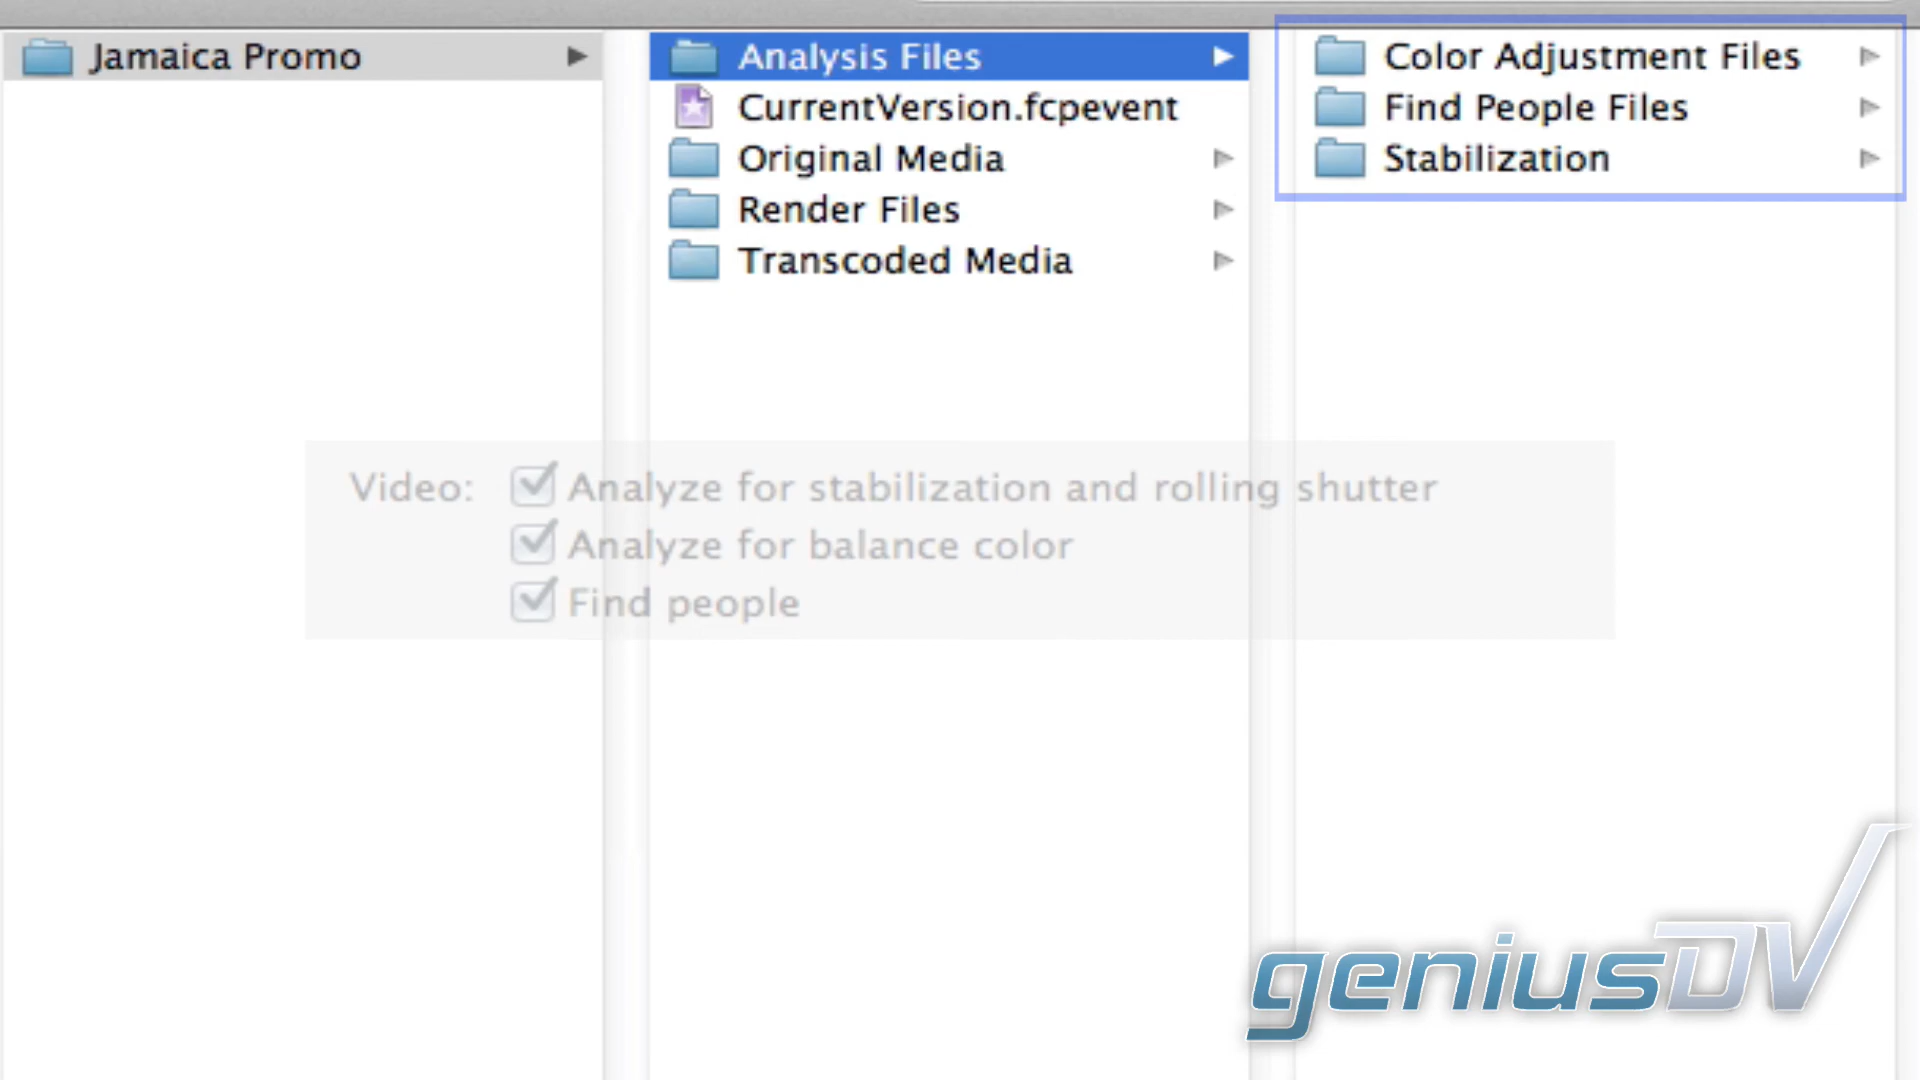 Jamaica Promo
Analysis Files
CurrentVersion.fcpevent
Original Media
Render Files
Transcoded Media
Color Adjustment Files
Find People Files
Stabilization
Video: Analyze for stabilization and rolling shutter
Analyze for balance color
Find people
geniusDV